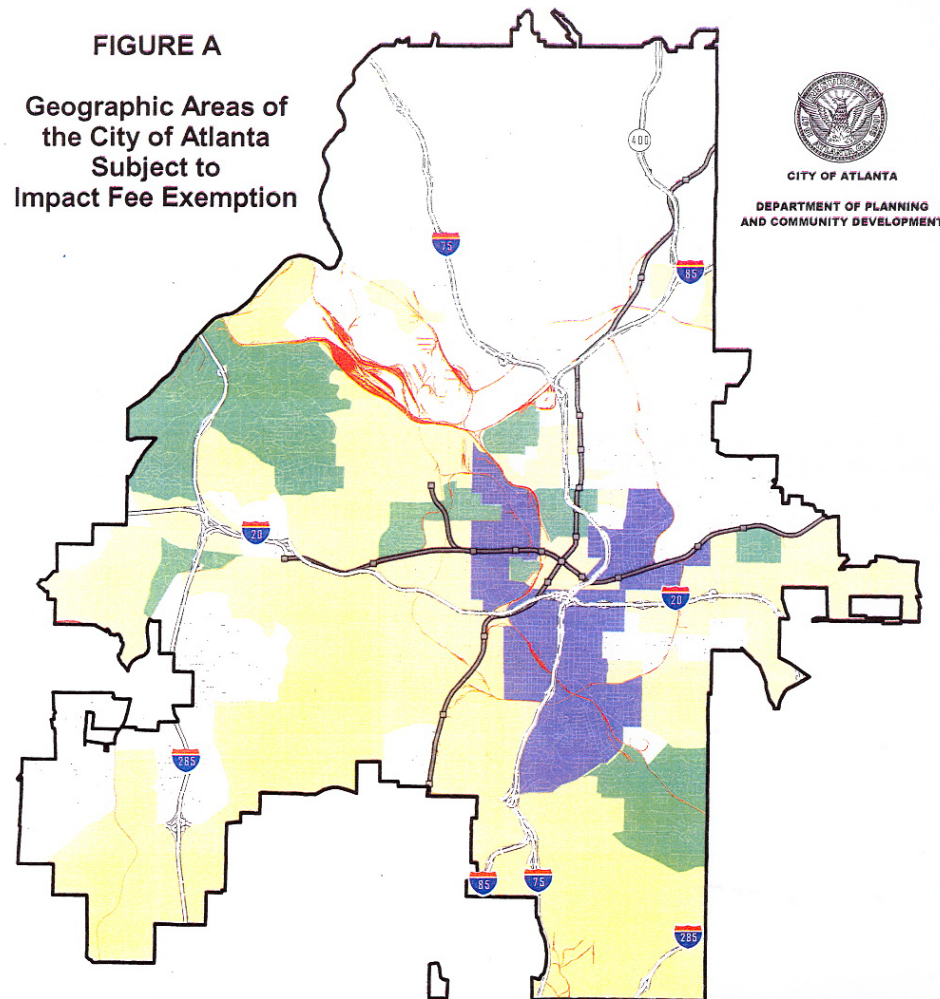 FIGURE A
Geographic Areas of
the City of Atlanta
Subject to
Impact Fee Exemption
CITY OF ATLANTA
DEPARTMENT OF PLANNING
AND COMMUNITY DEVELOPMENT
400
75
85
20
20
285
85
75
285